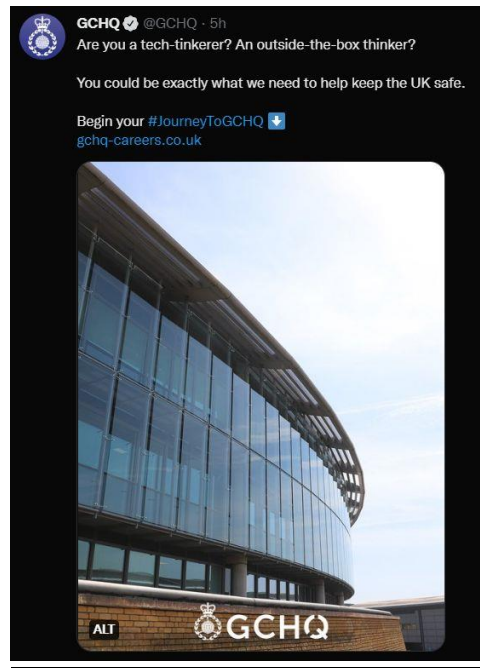 GCHQ @GCHQ · 5h
Are you a tech-tinkerer? An outside-the-box thinker?
You could be exactly what we need to help keep the UK safe.
Begin your #JourneyToGCHQ ⬇️
gchq-careers.co.uk
ALT
GCHQ